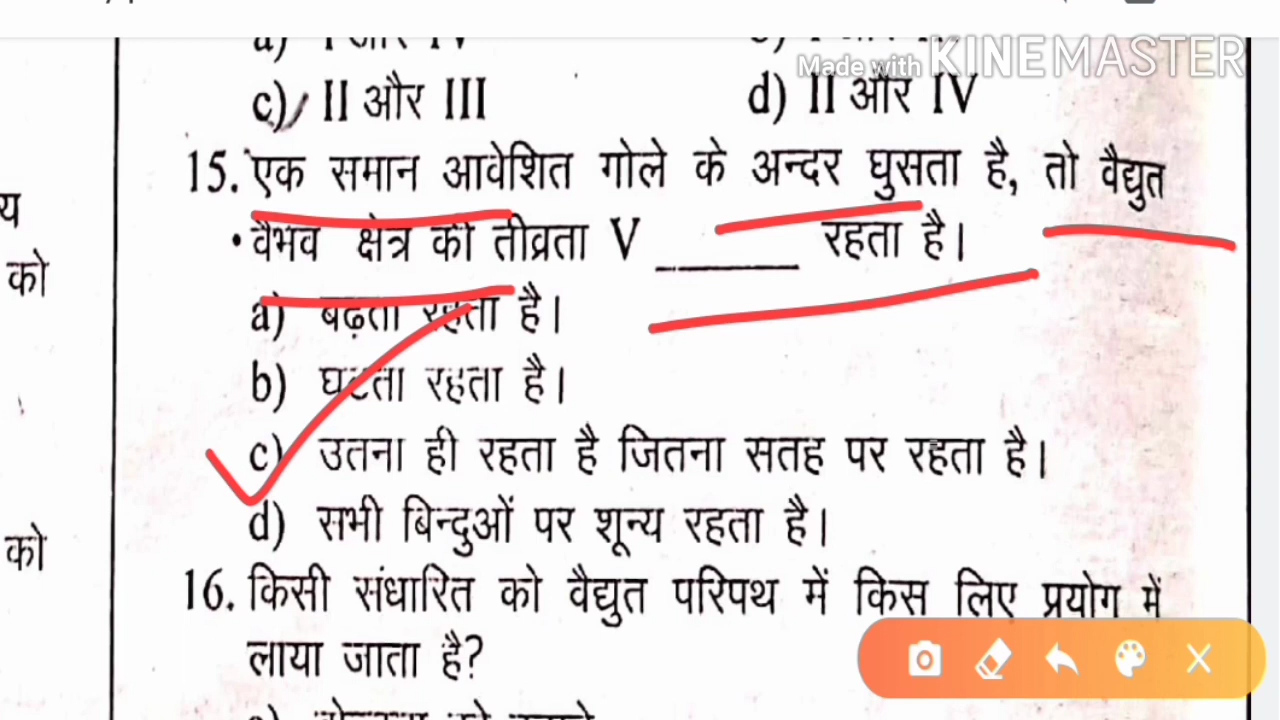 Made with KINEMASTER
c) II और III
d) II और IV
य
15. एक समान आवेशित गोले के अन्दर घुसता है, तो वैद्युत
वैभव क्षेत्र की तीव्रता V ______ रहता है।
को
a) बढ़ता रहता है।
b) घटता रहता है।
c) उतना ही रहता है जितना सतह पर रहता है।
d) सभी बिन्दुओं पर शून्य रहता है।
को
16. किसी संधारित को वैद्युत परिपथ में किस लिए प्रयोग में
लाया जाता है?